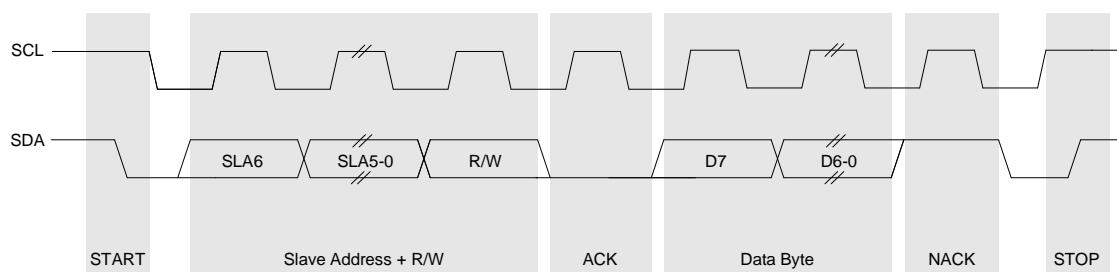 SCL
SDA
SLA6 SLA5-0 R/W D7 D6-0
START Slave Address + R/W ACK Data Byte NACK STOP